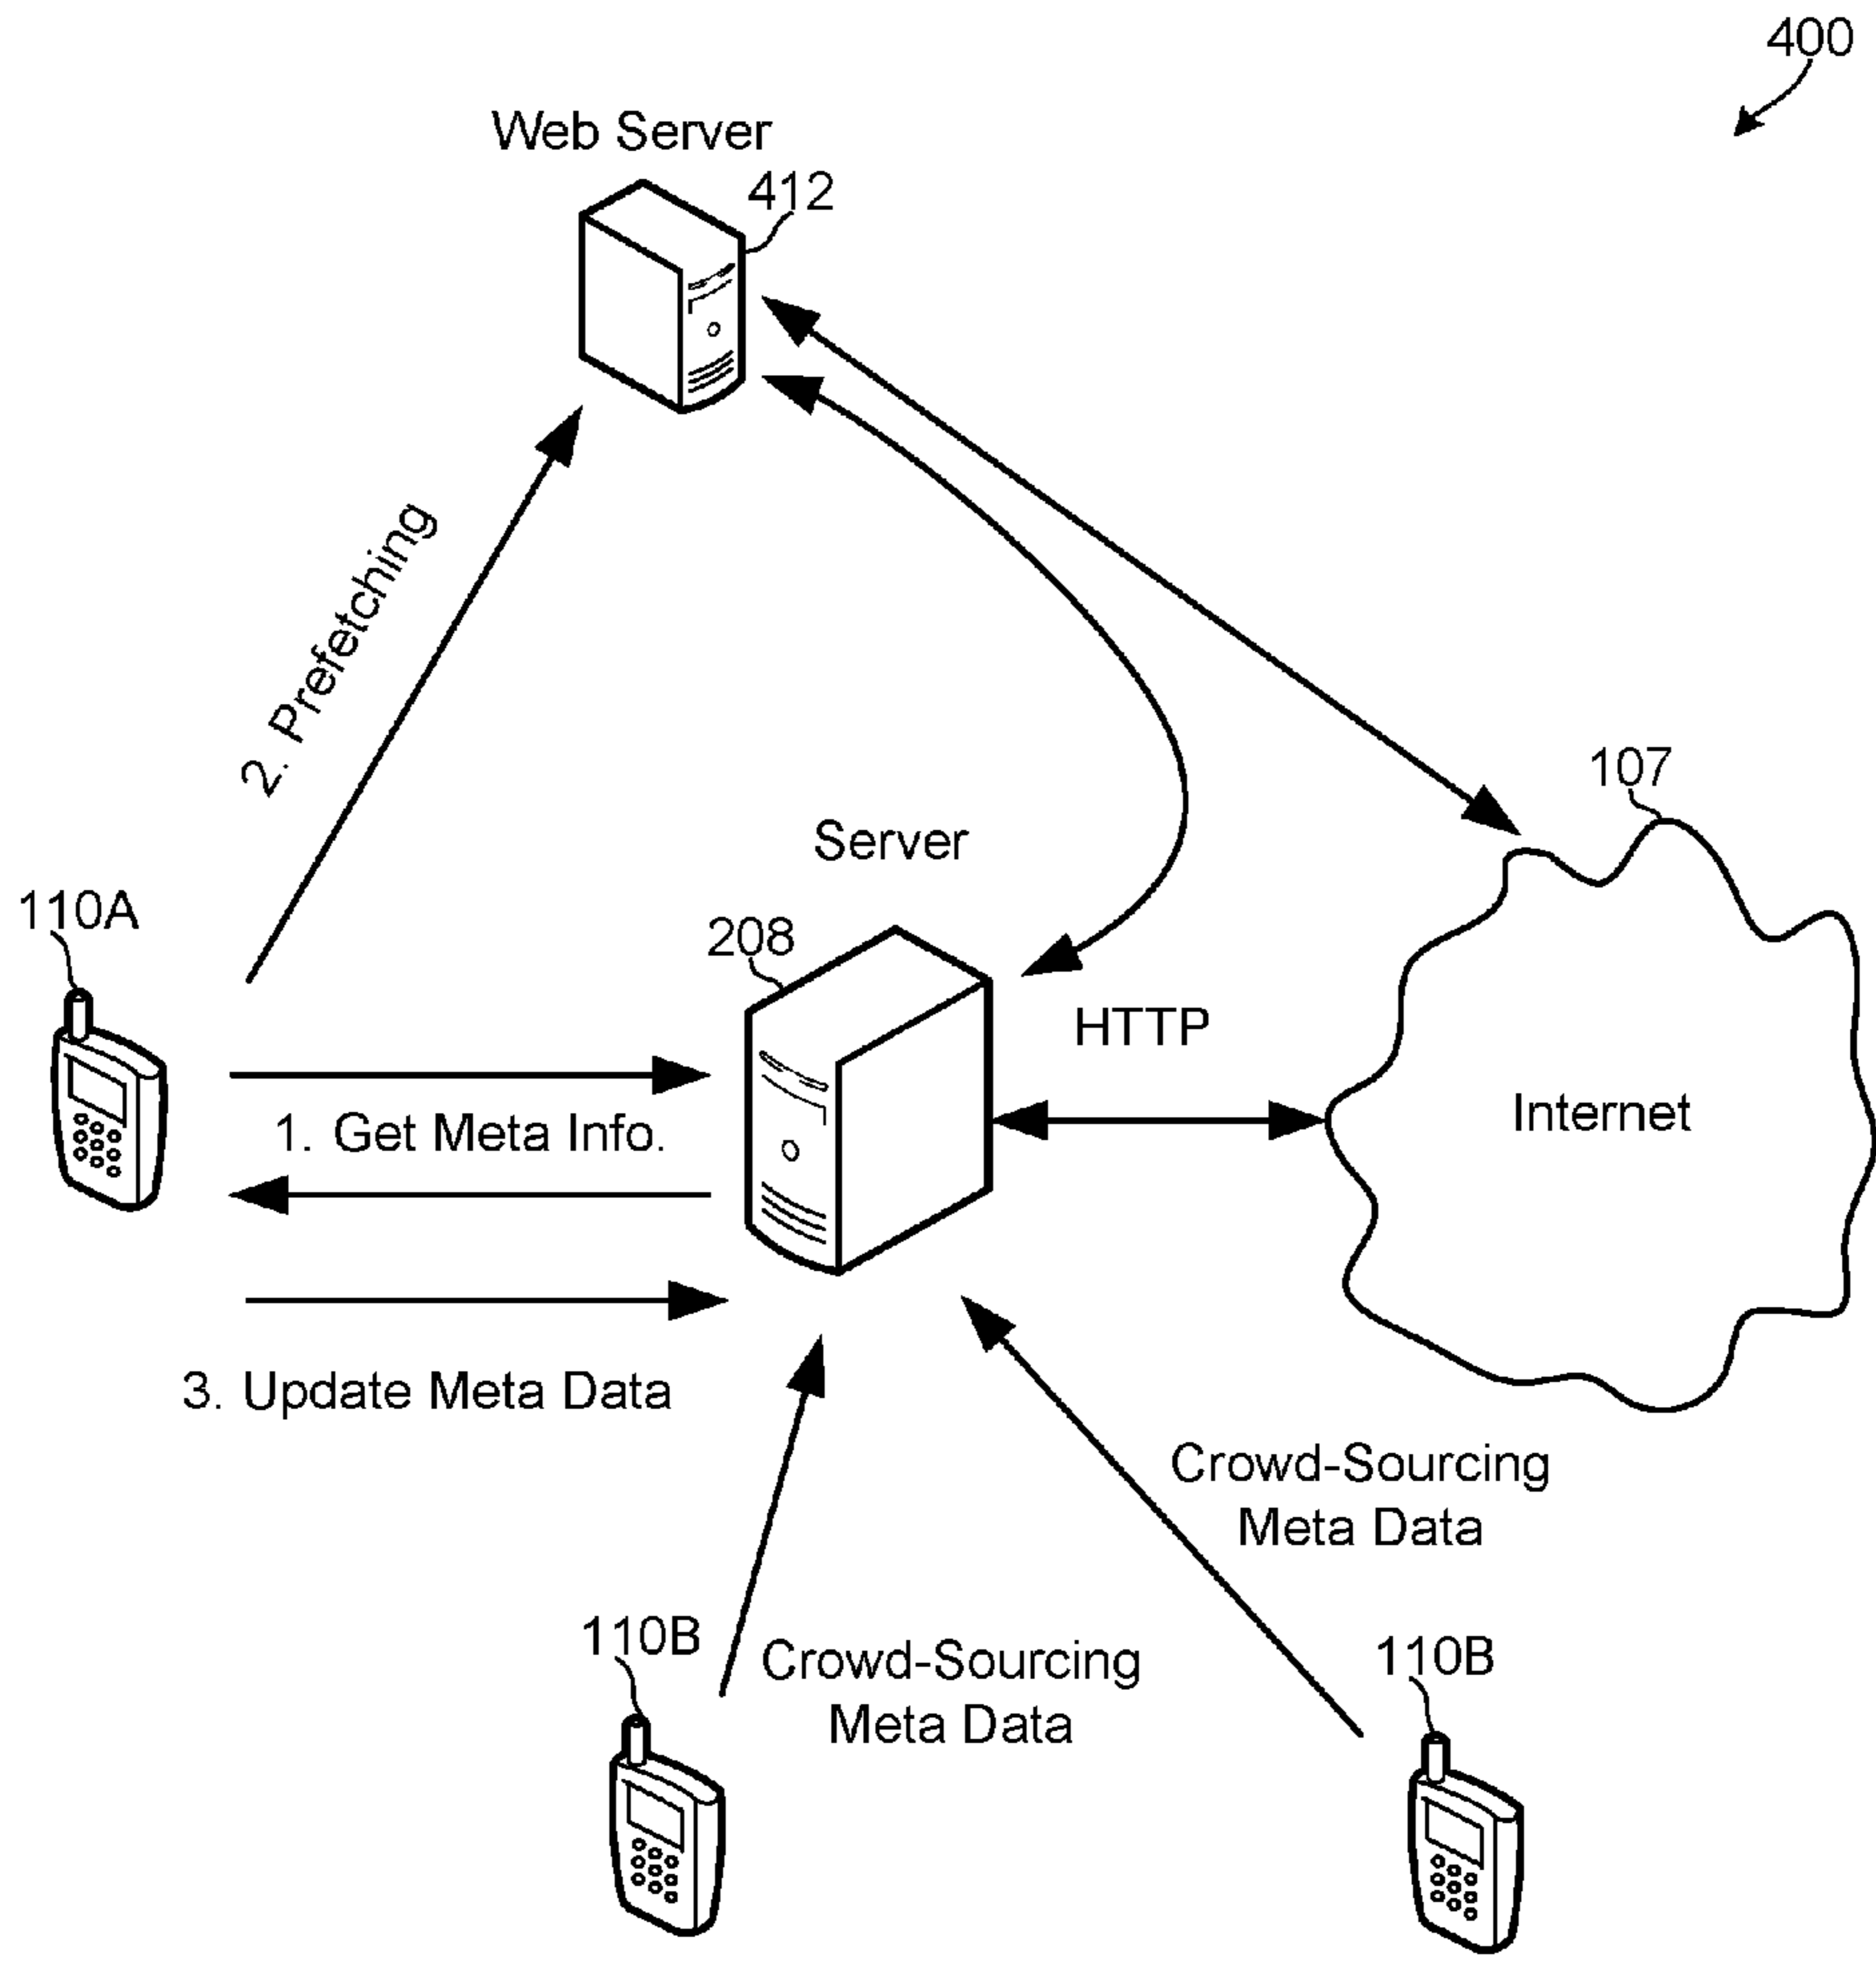 400
Web Server
412
2. Prefetching
107
Server
110A
208
HTTP
Internet
1. Get Meta Info.
3. Update Meta Data
Crowd-Sourcing
Meta Data
110B
Crowd-Sourcing
Meta Data
110B